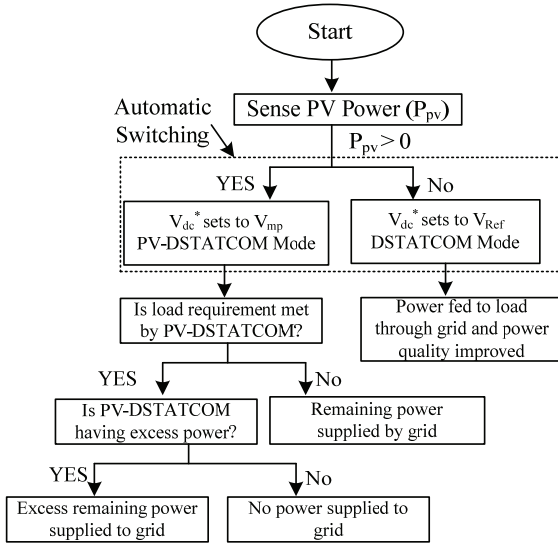 Start
Sense PV Power (Ppv)
Automatic
Switching
Ppv > 0
YES
No
Vdc* sets to Vmp
PV-DSTATCOM Mode
Vdc* sets to VRef
DSTATCOM Mode
Is load requirement met
by PV-DSTATCOM?
Power fed to load
through grid and power
quality improved
YES
No
Is PV-DSTATCOM
having excess power?
Remaining power
supplied by grid
YES
No
Excess remaining power
supplied to grid
No power supplied to
grid